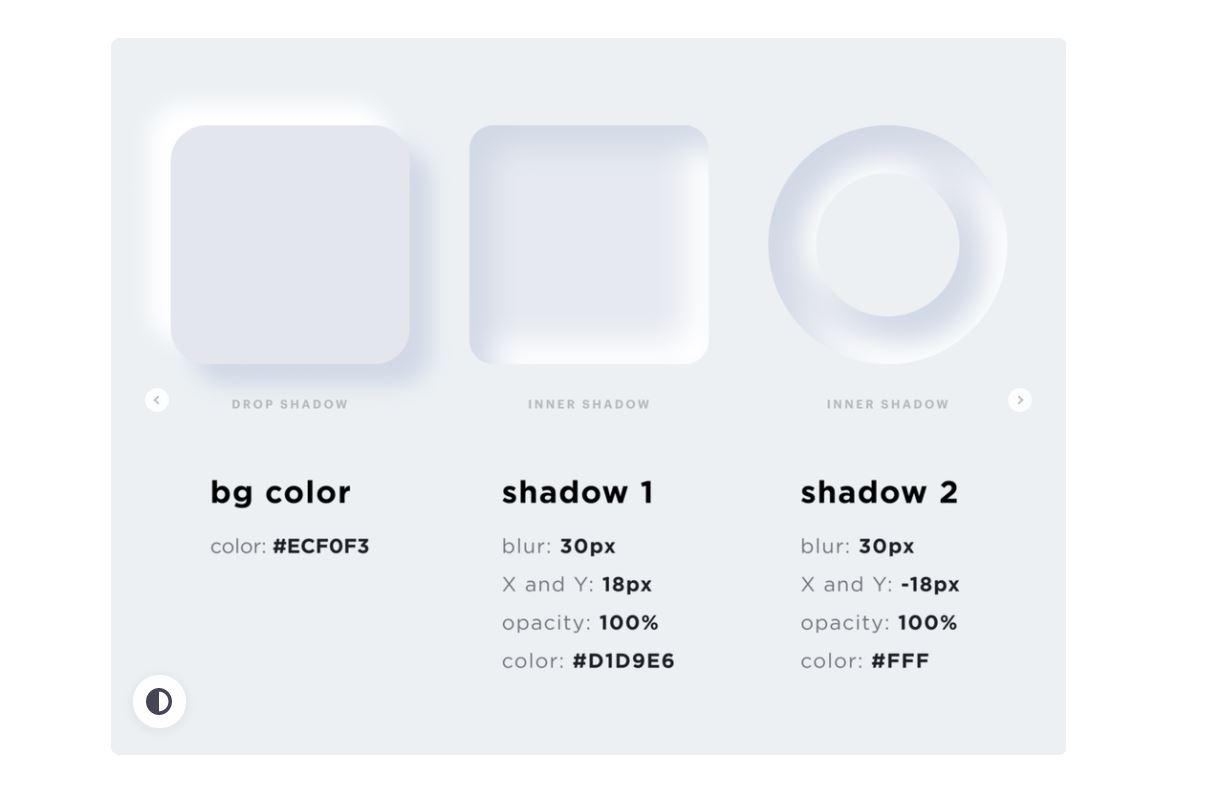 DROP SHADOW
INNER SHADOW
INNER SHADOW
bg color
color: #ECF0F3
shadow 1
blur: 30px
X and Y: 18px
opacity: 100%
color: #D1D9E6
shadow 2
blur: 30px
X and Y: -18px
opacity: 100%
color: #FFF